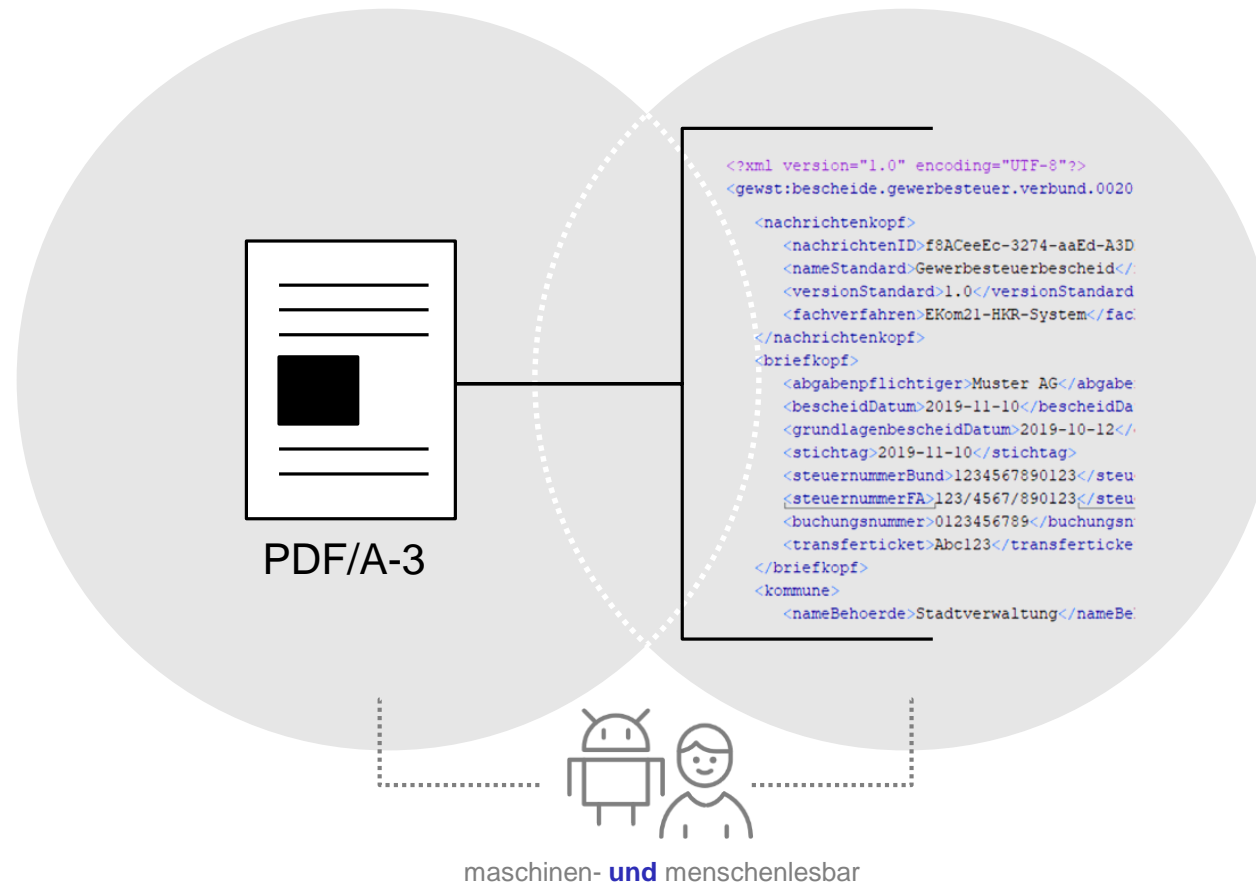 <?xml version="1.0" encoding="UTF-8"?>
<gewst:bescheide.gewerbesteuer.verbund.0020
<nachrichtenkopf>
<nachrichtenID>f8ACeeEc-3274-aaEd-A3D
<nameStandard>Gewerbesteuerbescheid</
<versionStandard>1.0</versionStandard
<fachverfahren>EKom21-HKR-System</fac
</nachrichtenkopf>
<briefkopf>
<abgabenpflichtiger>Muster AG</abgabe
<bescheidDatum>2019-11-10</bescheidDa
<grundlagenbescheidDatum>2019-10-12</
<stichtag>2019-11-10</stichtag>
<steuernummerBund>1234567890123</steu
<steuernummerFA>123/4567/890123</steu
<buchungsnummer>0123456789</buchungsn
<transferticket>Abc123</transferticke
</briefkopf>
<kommune>
<nameBehoerde>Stadtverwaltung</nameBe
PDF/A-3
maschinen- und menschenlesbar